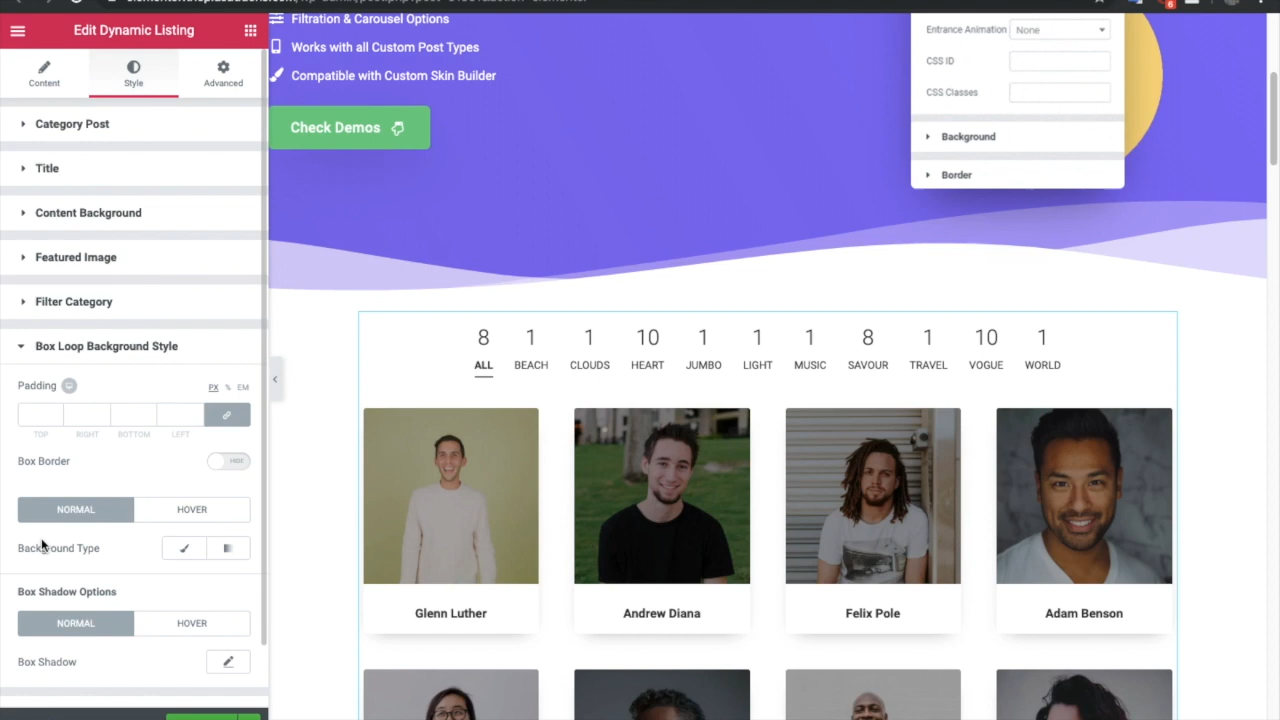 6
Edit Dynamic Listing
Content
Style
Advanced
Category Post
Title
Content Background
Featured Image
Filter Category
Box Loop Background Style
Padding
PX % EM
TOP RIGHT BOTTOM LEFT
Box Border
HIDE
NORMAL HOVER
Background Type
Box Shadow Options
NORMAL HOVER
Box Shadow
Filtration & Carousel Options
Works with all Custom Post Types
Compatible with Custom Skin Builder
Check Demos
Entrance Animation None
CSS ID
CSS Classes
Background
Border
8 1 1 10 1 1 1 8 1 10 1
ALL BEACH CLOUDS HEART JUMBO LIGHT MUSIC SAVOUR TRAVEL VOGUE WORLD
Glenn Luther
Andrew Diana
Felix Pole
Adam Benson